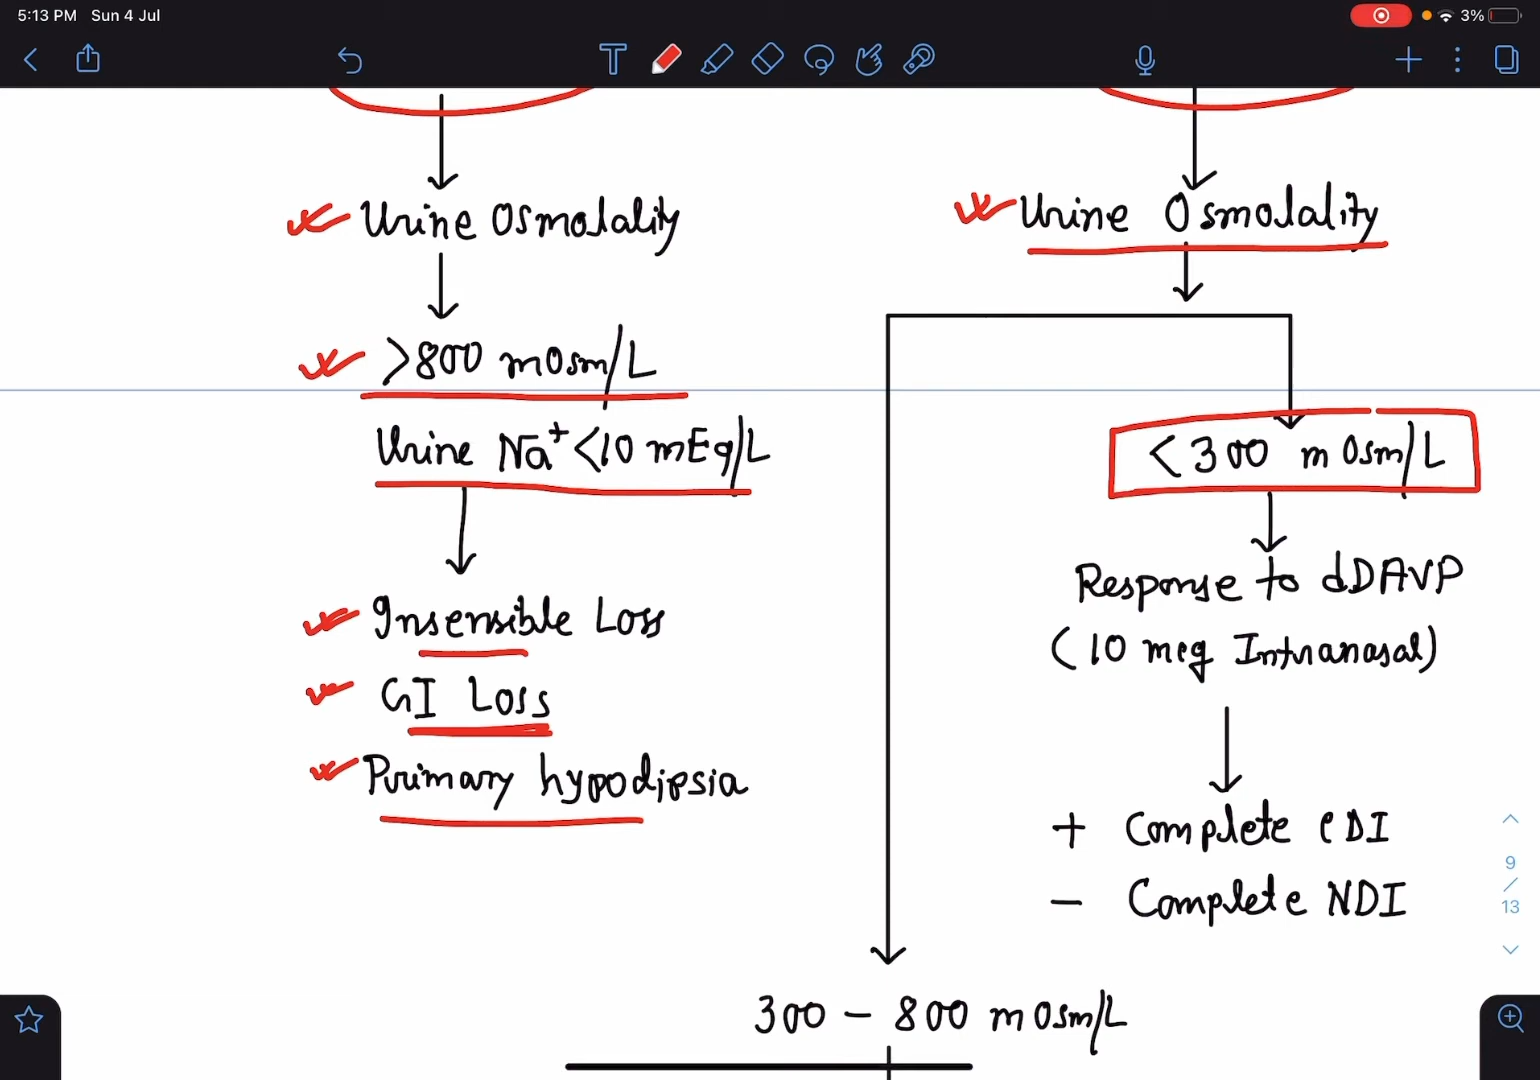 5:13 PM Sun 4 Jul
3%
Urine Osmolality
>800 mOsm/L
Urine Na+ <10 mEq/L
Insensible Loss
GI Loss
Primary hypodipsia
Urine Osmolality
<300 mOsm/L
Response to dDAVP
(10 mcg Intranasal)
+ Complete CDI
− Complete NDI
300 − 800 mOsm/L
9
/
13